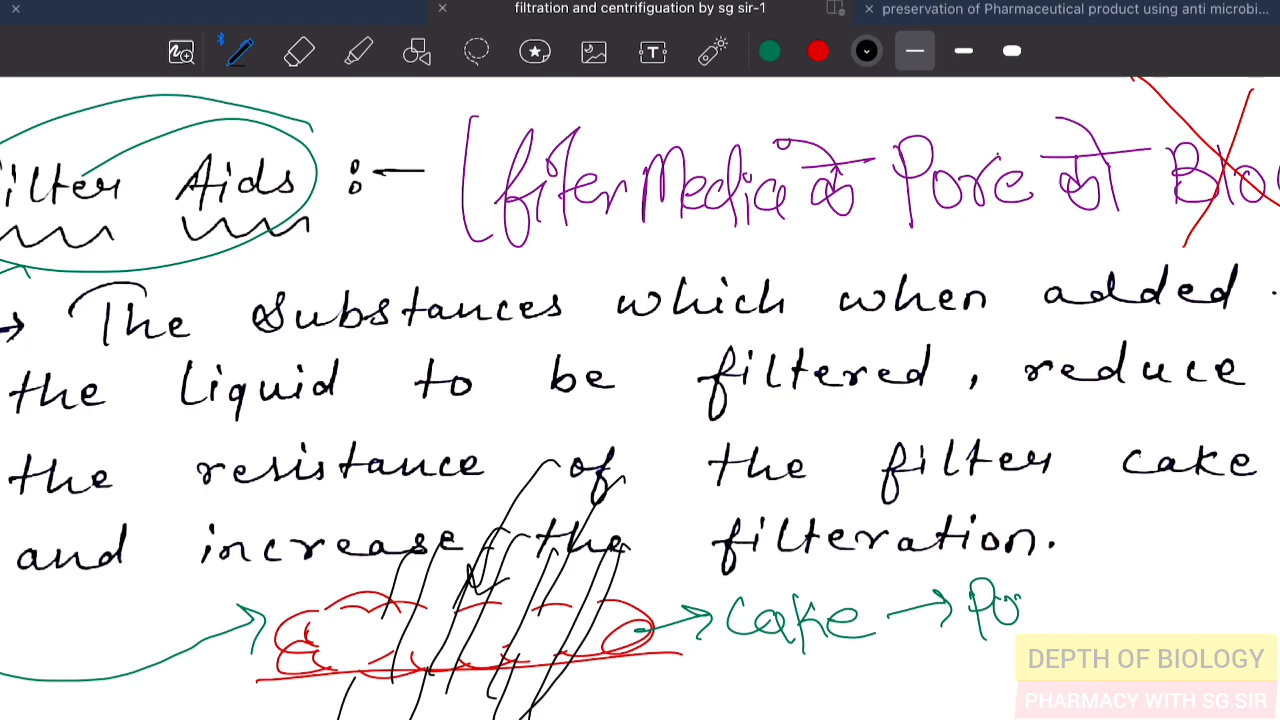 filtration and centrifiguation by sg sir-1
preservation of Pharmaceutical product using anti microbi...
ilter Aids :-
[filter Media के Pore को Blo
→ The substances which when added
the liquid to be filtered, reduce
the resistance of the filter cake
and increase the filteration.
→ cake → Po
DEPTH OF BIOLOGY
PHARMACY WITH SG SIR